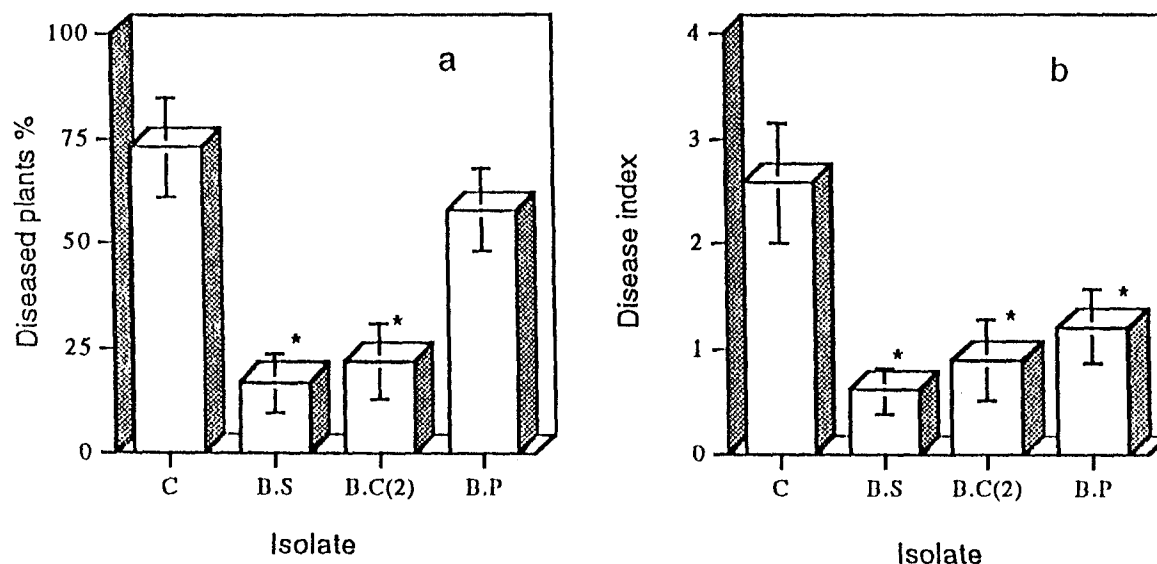 a
Diseased plants %
100
75
50
25
0
*
*
C
B.S
B.C(2)
B.P
Isolate
b
Disease index
4
3
2
1
0
*
*
*
C
B.S
B.C(2)
B.P
Isolate